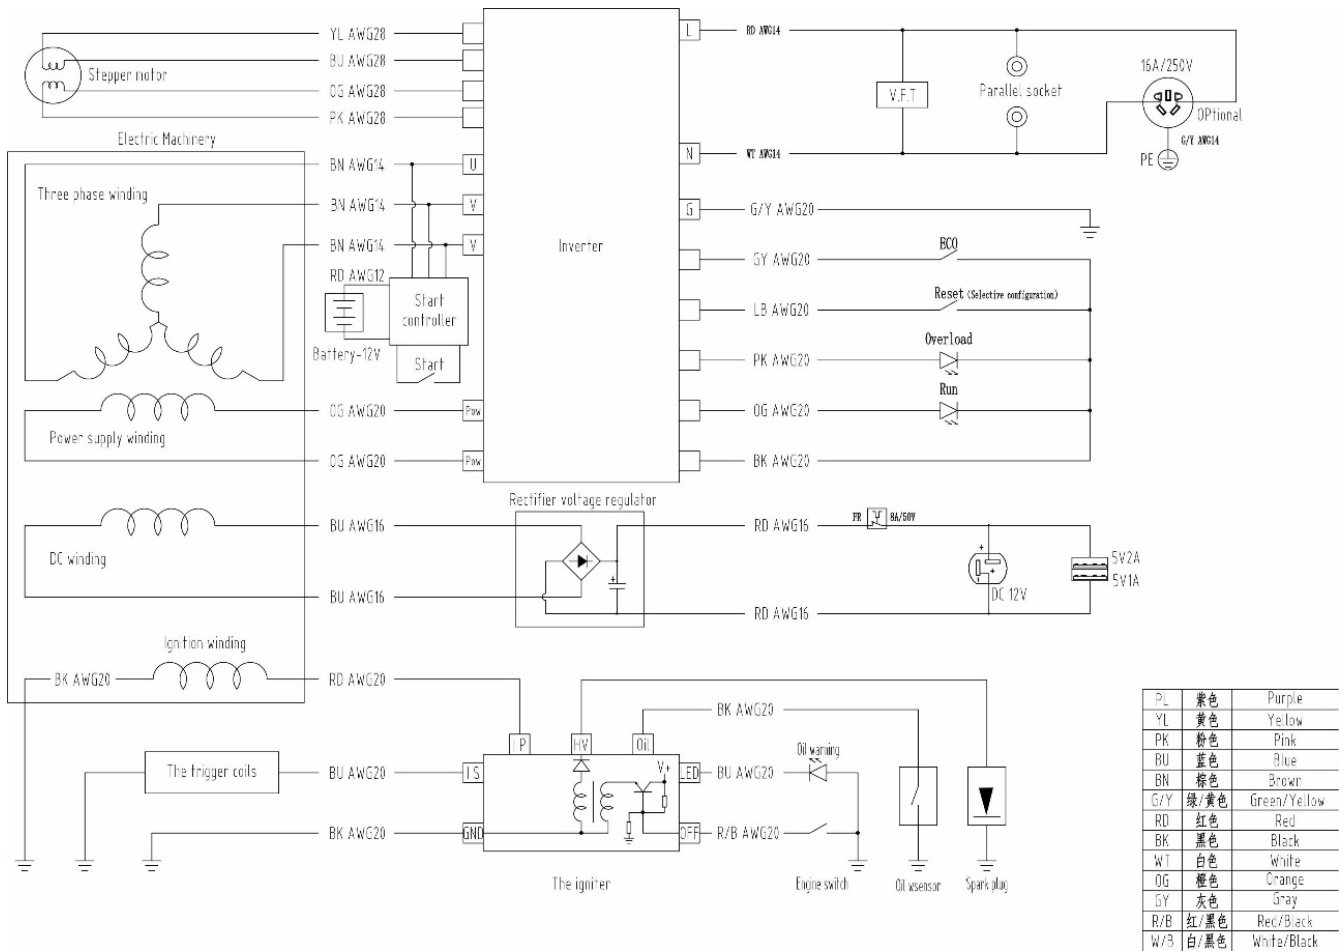 YL AWG28
BU AWG28
OG AWG28
PK AWG28
Stepper motor
Electric Machinery
Three phase winding
BN AWG14
BN AWG14
BN AWG14
U
V
V
RD AWG12
Battery-12V
Start
controller
Start
Power supply winding
OG AWG20
OG AWG20
Pow
Pow
Inverter
L
RD AWG14
V.F.T
Parallel socket
16A/250V
OPtional
G/Y AWG14
PE
N
WT AWG14
G
G/Y AWG20
GY AWG20
ECO
LB AWG20
Reset (Selective configuration)
PK AWG20
Overload
OG AWG20
Run
BK AWG20
DC winding
BU AWG16
BU AWG16
Rectifier voltage regulator
+
RD AWG16
FR
8A/50V
RD AWG16
+
+
DC 12V
5V2A
5V1A
Ignition winding
BK AWG20
RD AWG20
The trigger coils
BU AWG20
BK AWG20
IP
HV
Oil
IS
GND
V+
LED
OFF
The igniter
BK AWG20
BU AWG20
Oil warning
R/B AWG20
Engine switch
Oil wsensor
Spark plug
PL 紫色 Purple
YL 黄色 Yellow
PK 粉色 Pink
BU 蓝色 Blue
BN 棕色 Brown
G/Y 绿/黄色 Green/Yellow
RD 红色 Red
BK 黑色 Black
WT 白色 White
OG 橙色 Orange
GY 灰色 Gray
R/B 红/黑色 Red/Black
W/B 白/黑色 White/Black